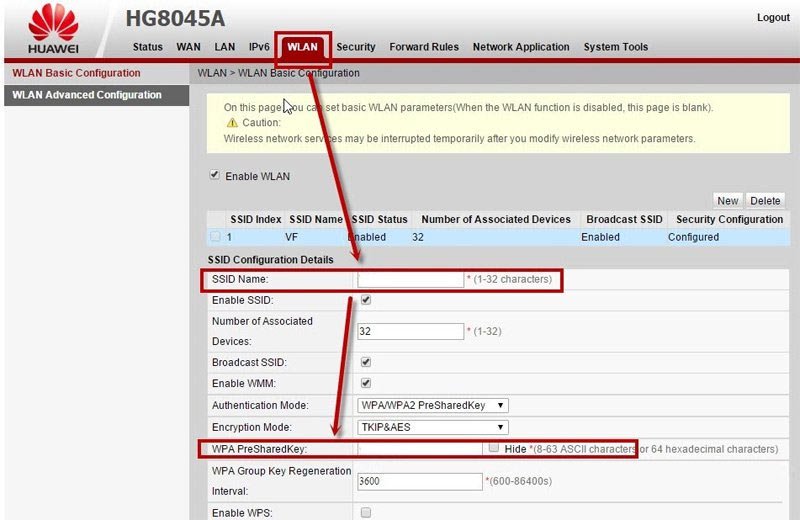 HG8045A
Logout
HUAWEI
Status WAN LAN IPv6 WLAN Security Forward Rules Network Application System Tools
WLAN Basic Configuration
WLAN > WLAN Basic Configuration
WLAN Advanced Configuration
On this page, you can set basic WLAN parameters(When the WLAN function is disabled, this page is blank).
Caution:
Wireless network services may be interrupted temporarily after you modify wireless network parameters.
Enable WLAN
New Delete
SSID Index SSID Name SSID Status Number of Associated Devices Broadcast SSID Security Configuration
1 VF Enabled 32 Enabled Configured
SSID Configuration Details
SSID Name: * (1-32 characters)
Enable SSID:
Number of Associated
Devices: 32 * (1-32)
Broadcast SSID:
Enable WMM:
Authentication Mode: WPA/WPA2 PreSharedKey
Encryption Mode: TKIP&AES
WPA PreSharedKey: Hide *(8-63 ASCII characters or 64 hexadecimal characters)
WPA Group Key Regeneration
Interval: 3600 *(600-86400s)
Enable WPS: